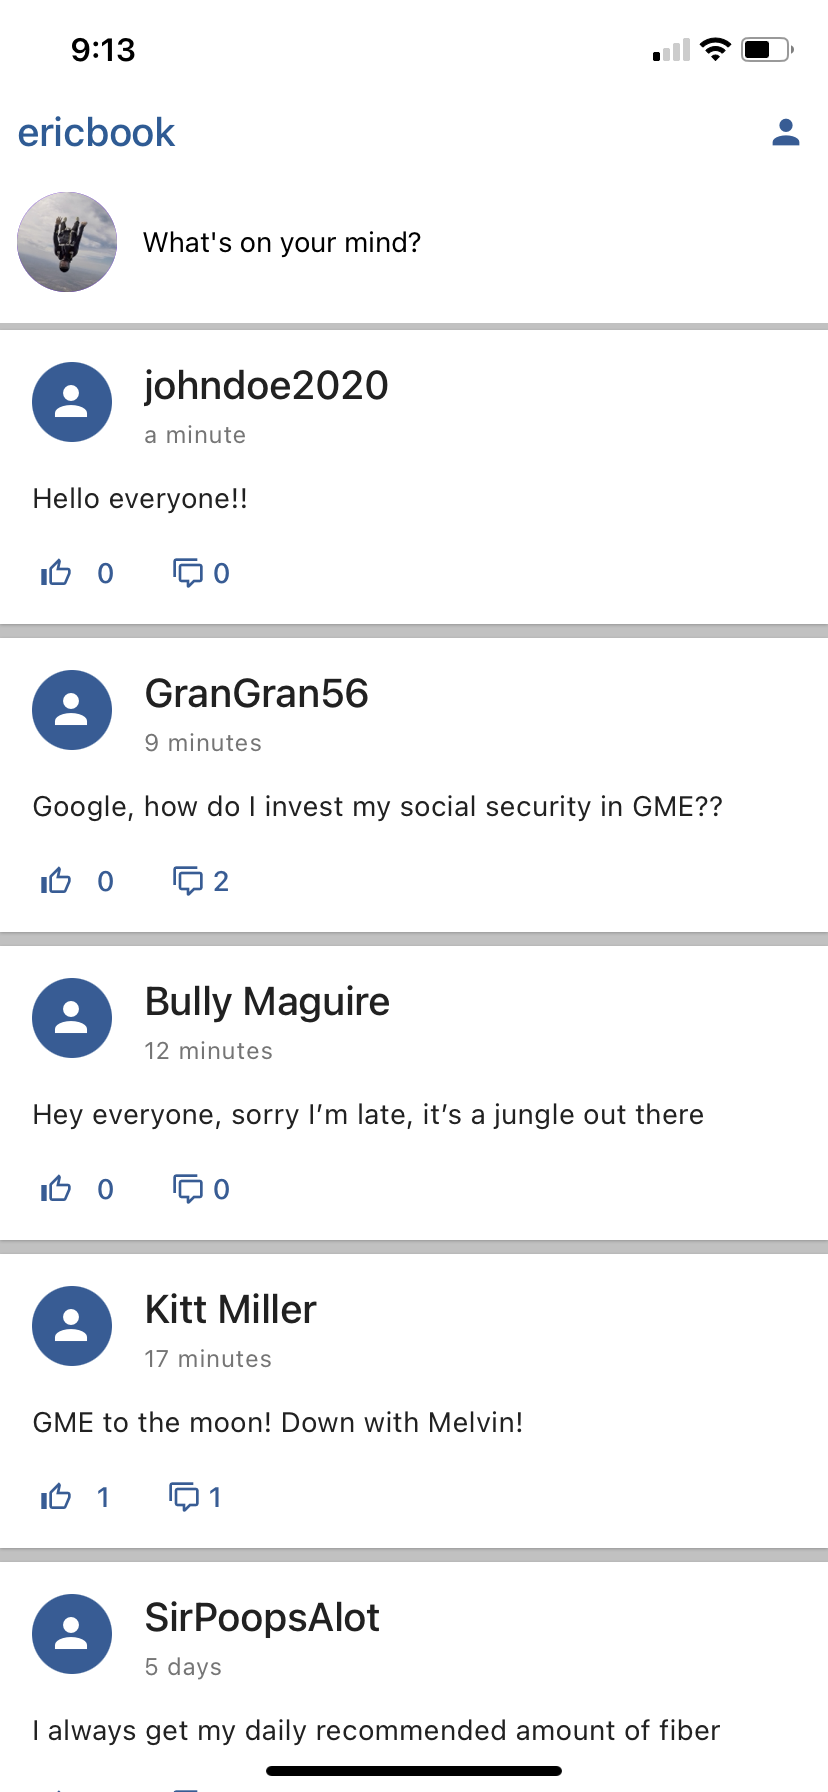 9:13
ericbook
What's on your mind?
johndoe2020
a minute
Hello everyone!!
0 0
GranGran56
9 minutes
Google, how do I invest my social security in GME??
0 2
Bully Maguire
12 minutes
Hey everyone, sorry I’m late, it’s a jungle out there
0 0
Kitt Miller
17 minutes
GME to the moon! Down with Melvin!
1 1
SirPoopsAlot
5 days
I always get my daily recommended amount of fiber